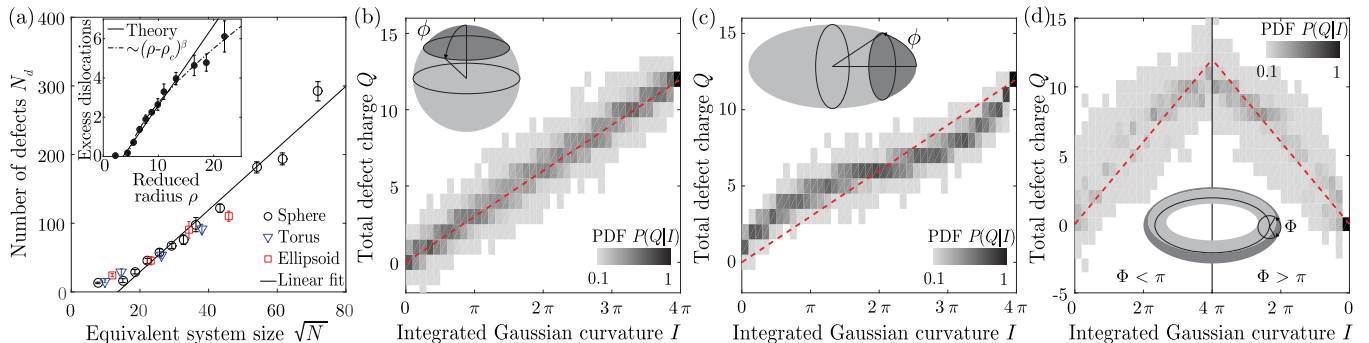 (a)
Number of defects N_d
400
300
200
100
0
0 20 40 60 80
Equivalent system size √N
Excess dislocations
6
4
2
0
0 5 10 15 20
Reduced radius ρ
Theory
~(ρ-ρ_c)^β
Sphere
Torus
Ellipsoid
Linear fit
(b)
Total defect charge Q
15
10
5
0
0 π 2π 3π 4π
Integrated Gaussian curvature I
ϕ
PDF P(Q|I)
0.1 1
(c)
Total defect charge Q
15
10
5
0
0 π 2π 3π 4π
Integrated Gaussian curvature I
ϕ
PDF P(Q|I)
0.1 1
(d)
Total defect charge Q
15
10
5
0
-5
0 2π 4π 2π 0
Integrated Gaussian curvature I
PDF P(Q|I)
0.1 1
Φ
Φ < π Φ > π